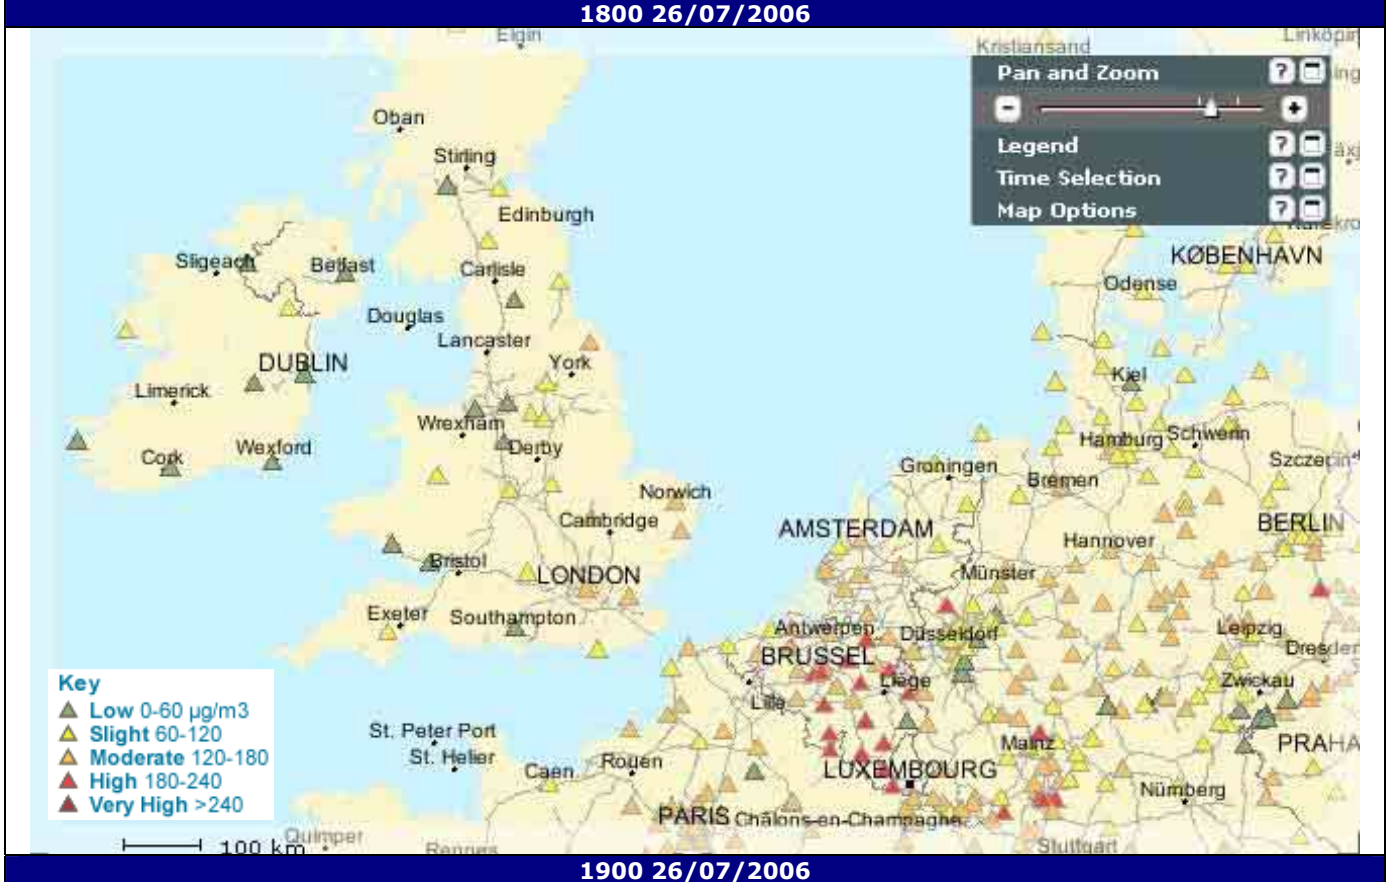 1800 26/07/2006
Elgin
Kristiansand
Pan and Zoom
?
-
+
Legend
?
Time Selection
?
Map Options
?
Oban
Stirling
Edinburgh
Sligeach
Belfast
Carlisle
KØBENHAVN
Odense
Douglas
Lancaster
DUBLIN
York
Limerick
Kiel
Wrexham
Wexford
Derby
Cork
Hamburg
Schwerin
Groningen
Szczecin
Bremen
Norwich
Cambridge
AMSTERDAM
BERLIN
Hannover
Bristol
LONDON
Münster
Exeter
Southampton
Antwerpen
Düsseldorf
Leipzig
BRUSSEL
Dresden
Liège
Zwickau
Lille
Key
Low 0-60 µg/m3
Slight 60-120
Moderate 120-180
High 180-240
Very High >240
St. Peter Port
St. Helier
Mainz
PRAHA
Caen
Rouen
LUXEMBOURG
Nürnberg
PARIS
Châlons-en-Champagne
Quimper
100 km
Rennes
Stuttgart
1900 26/07/2006